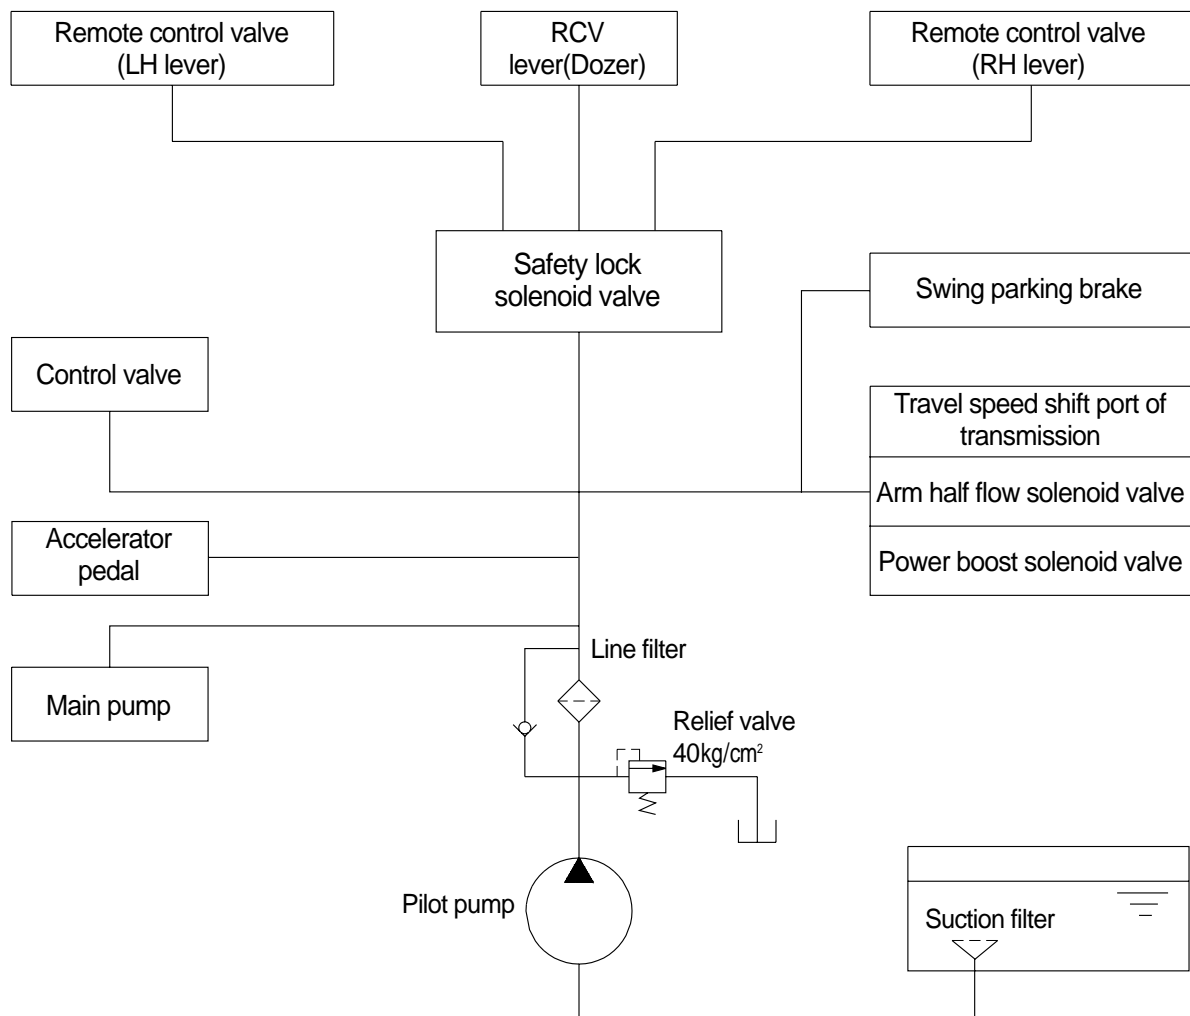 Remote control valve
(LH lever)
RCV
lever(Dozer)
Remote control valve
(RH lever)
Safety lock
solenoid valve
Swing parking brake
Control valve
Travel speed shift port of
transmission
Arm half flow solenoid valve
Accelerator
pedal
Power boost solenoid valve
Line filter
Main pump
Relief valve
40kg/cm²
Pilot pump
Suction filter